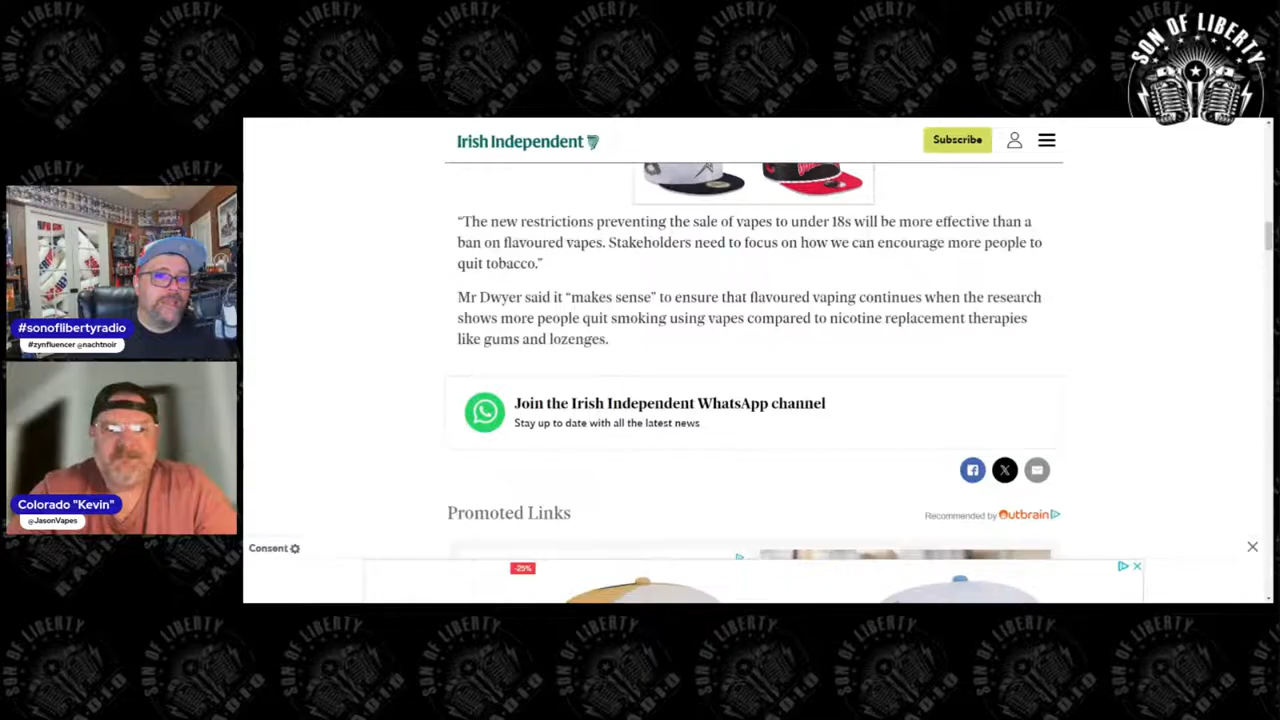 SON OF LIBERTY
Irish Independent
Subscribe
“The new restrictions preventing the sale of vapes to under 18s will be more effective than a
ban on flavoured vapes. Stakeholders need to focus on how we can encourage more people to
quit tobacco.”
Mr Dwyer said it “makes sense” to ensure that flavoured vaping continues when the research
shows more people quit smoking using vapes compared to nicotine replacement therapies
like gums and lozenges.
#sonoflibertyradio
#zynfluencer @nachtnoir
Join the Irish Independent WhatsApp channel
Stay up to date with all the latest news
Colorado "Kevin"
@JasonVapes
Promoted Links
Recommended by Outbrain
Consent
-25%